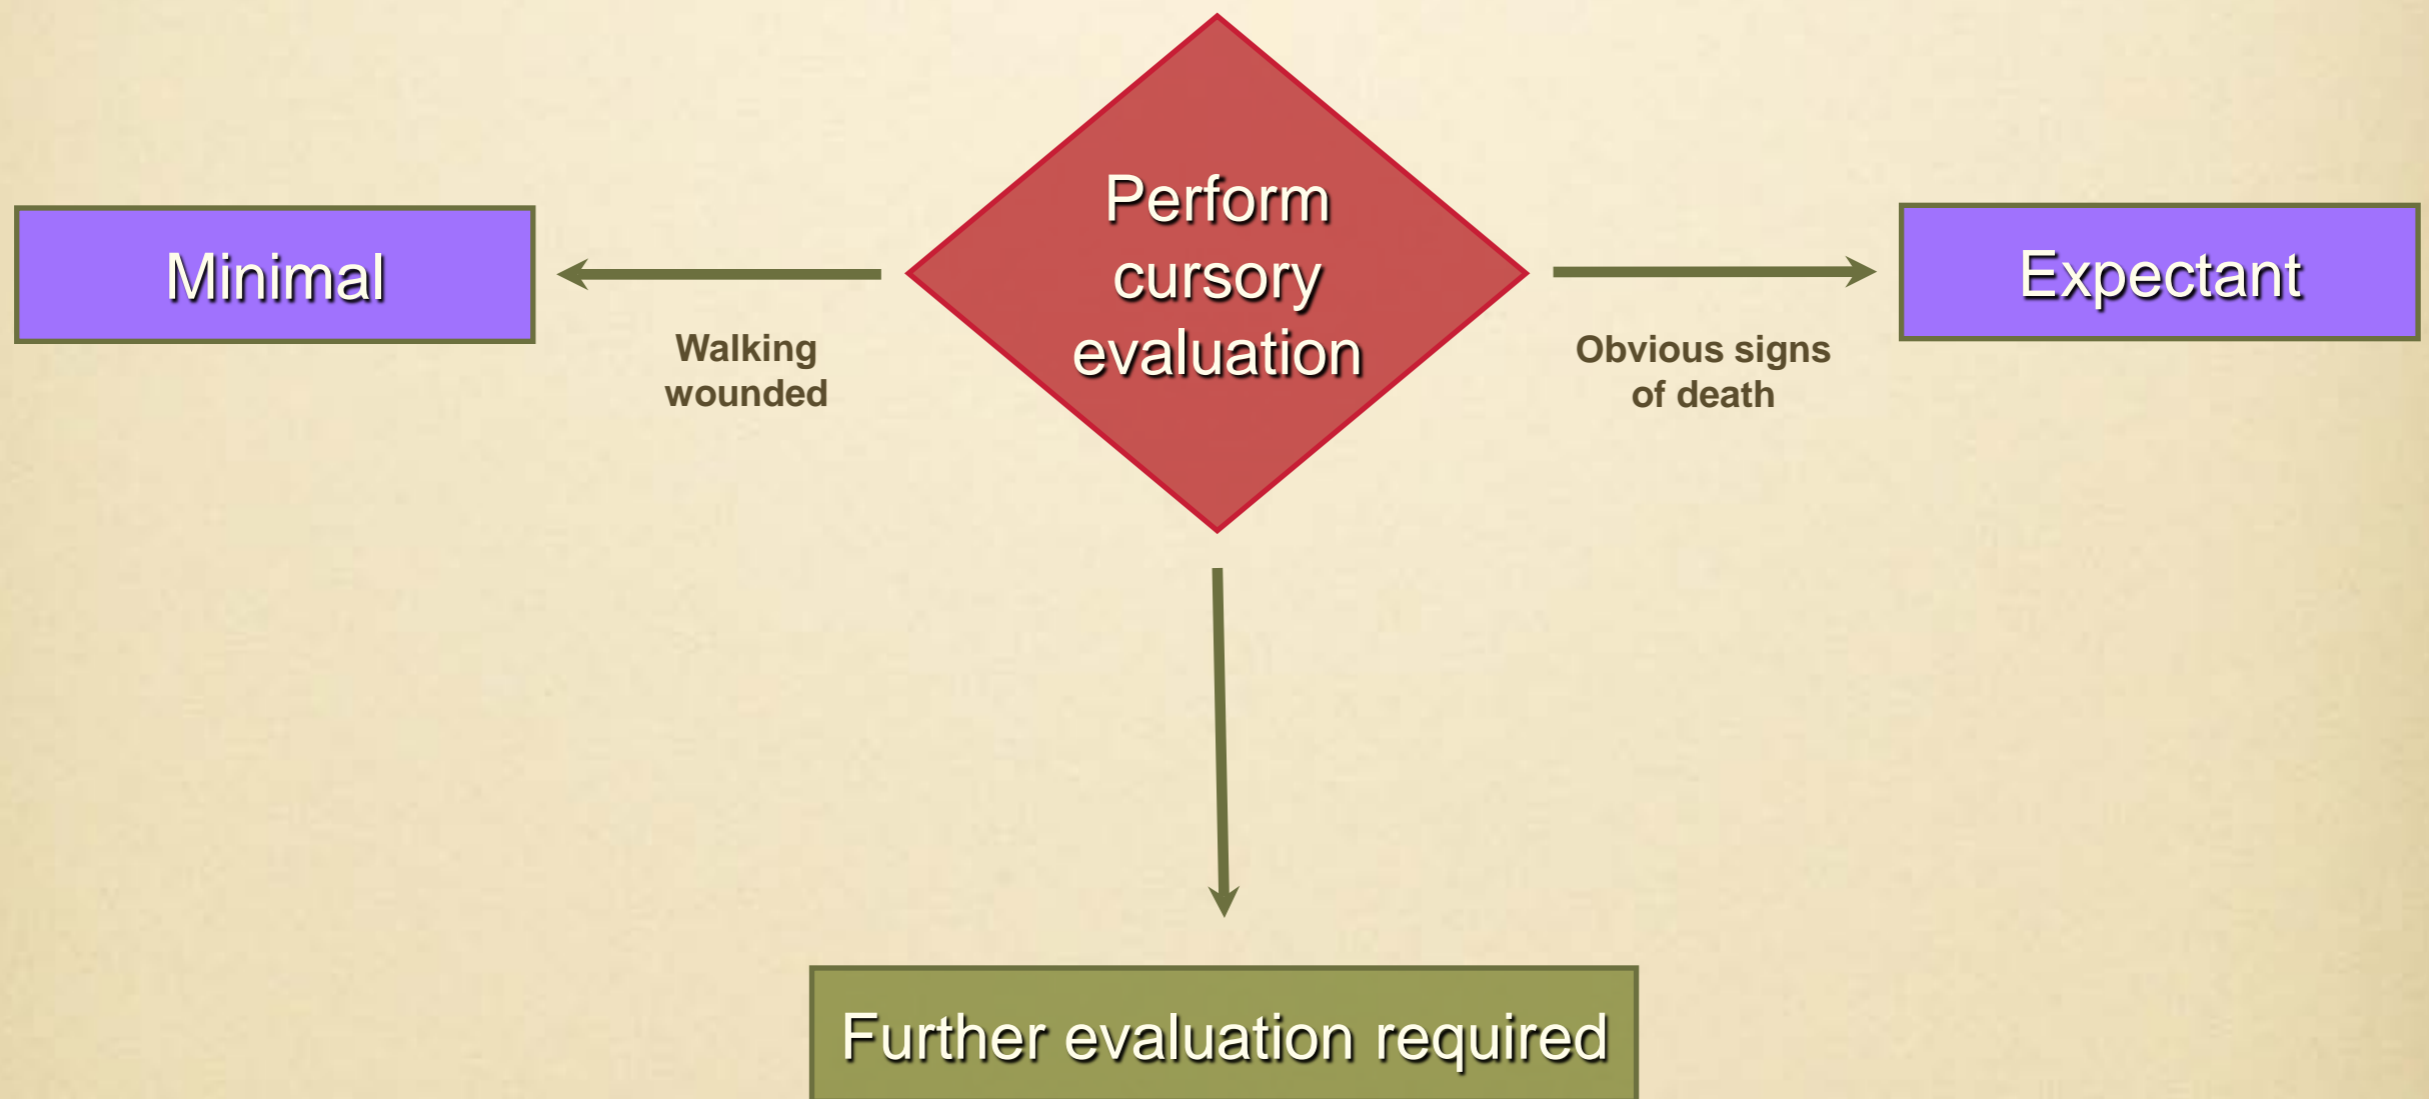 Perform
cursory
evaluation
Minimal
Expectant
Walking
wounded
Obvious signs
of death
Further evaluation required